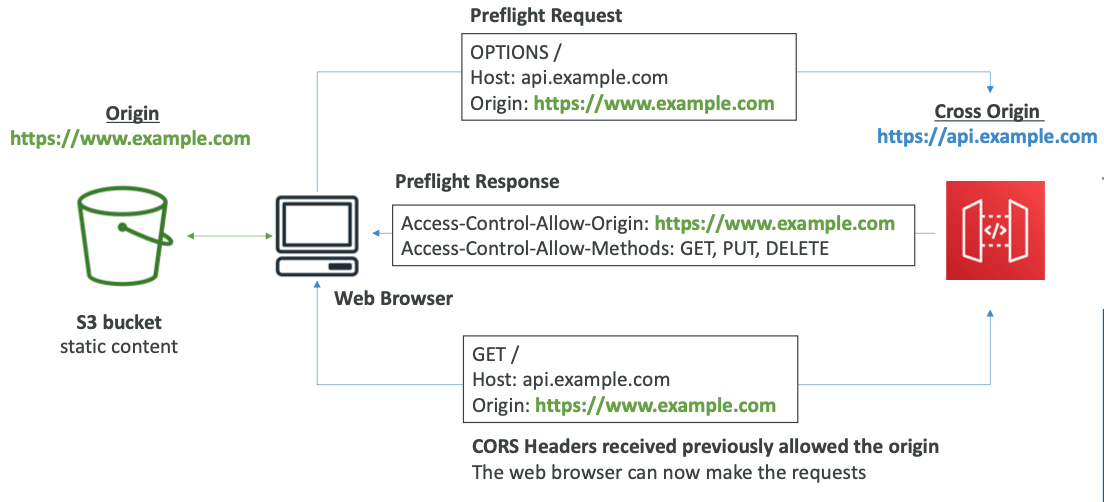 Preflight Request
OPTIONS /
Host: api.example.com
Origin: https://www.example.com
Origin
https://www.example.com
Cross Origin
https://api.example.com
Preflight Response
Access-Control-Allow-Origin: https://www.example.com
Access-Control-Allow-Methods: GET, PUT, DELETE
</>
Web Browser
S3 bucket
static content
GET /
Host: api.example.com
Origin: https://www.example.com
CORS Headers received previously allowed the origin
The web browser can now make the requests